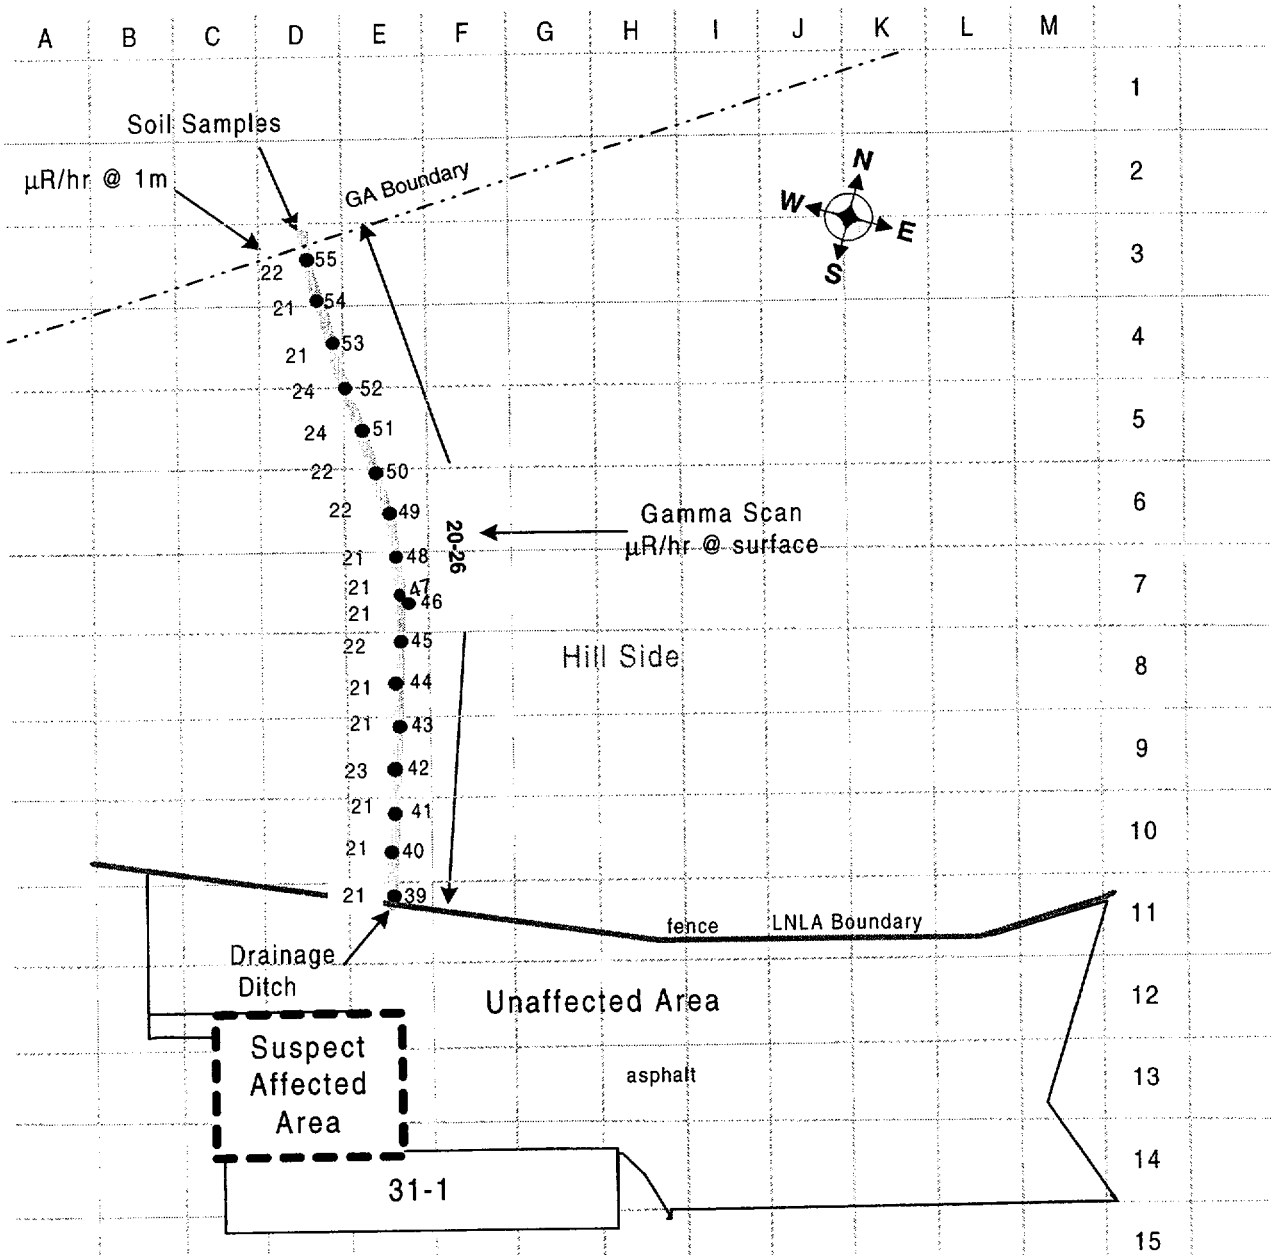 A B C D E F G H I J K L M
1
Soil Samples
µR/hr @ 1m
GA Boundary
N
W E
S
2
22 55
3
21 54
21 53
4
24 52
24 51
5
22 50
22 49
6
20-26
Gamma Scan
µR/hr @ surface
21 48
21 47
7
21 46
22 45
Hill Side
8
21 44
21 43
9
23 42
21 41
10
21 40
21 39
11
fence LNLA Boundary
Drainage
Ditch
Unaffected Area
12
Suspect
Affected
Area
asphalt
13
14
31-1
15